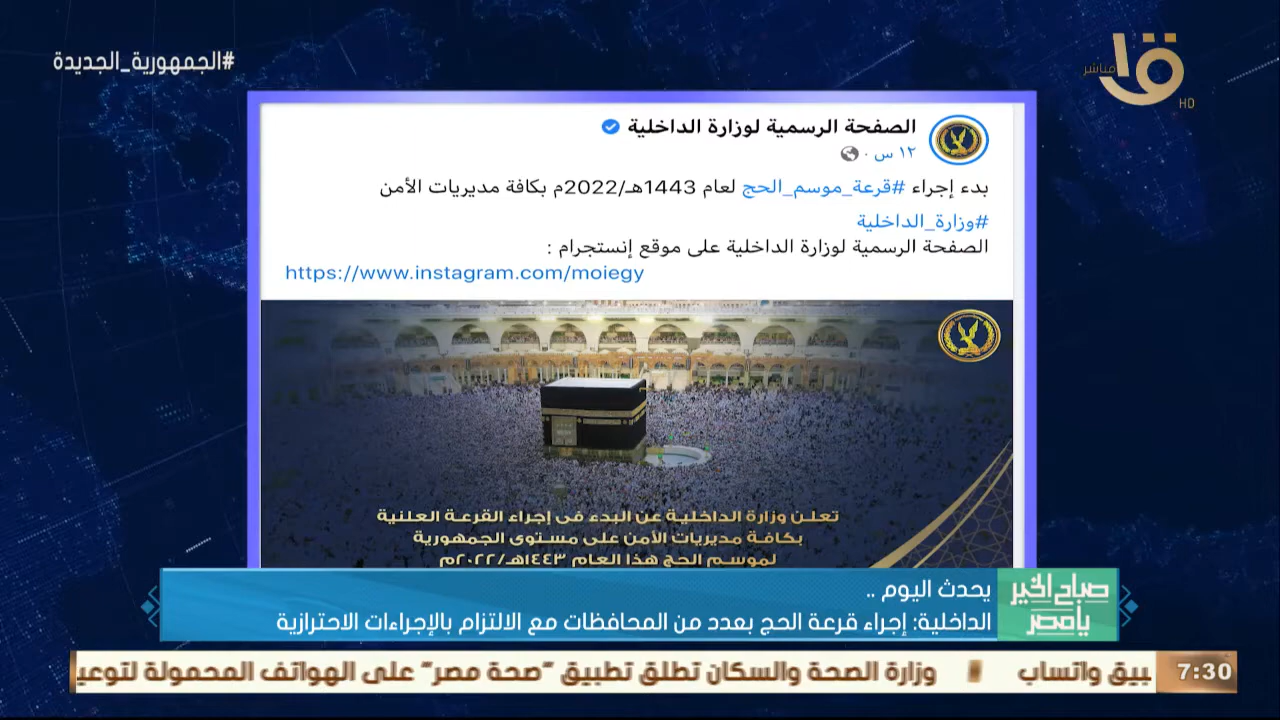 #الجمهورية_الجديدة
مباشر
HD
الصفحة الرسمية لوزارة الداخلية
١٢ س ·
بدء إجراء #قرعة_موسم_الحج لعام 1443هـ/2022م بكافة مديريات الأمن
#وزارة_الداخلية
الصفحة الرسمية لوزارة الداخلية على موقع إنستجرام :
https://www.instagram.com/moiegy
تعلن وزارة الداخلية عن البدء فى إجراء القرعة العلنية
بكافة مديريات الأمن على مستوى الجمهورية
لموسم الحج هذا العام ١٤٤٣هـ/٢٠٢٢م
صباح الخير
يا مصر
يحدث اليوم ..
الداخلية: إجراء قرعة الحج بعدد من المحافظات مع الالتزام بالإجراءات الاحترازية
7:30
بيق واتساب وزارة الصحة والسكان تطلق تطبيق "صحة مصر" على الهواتف المحمولة لتوعي